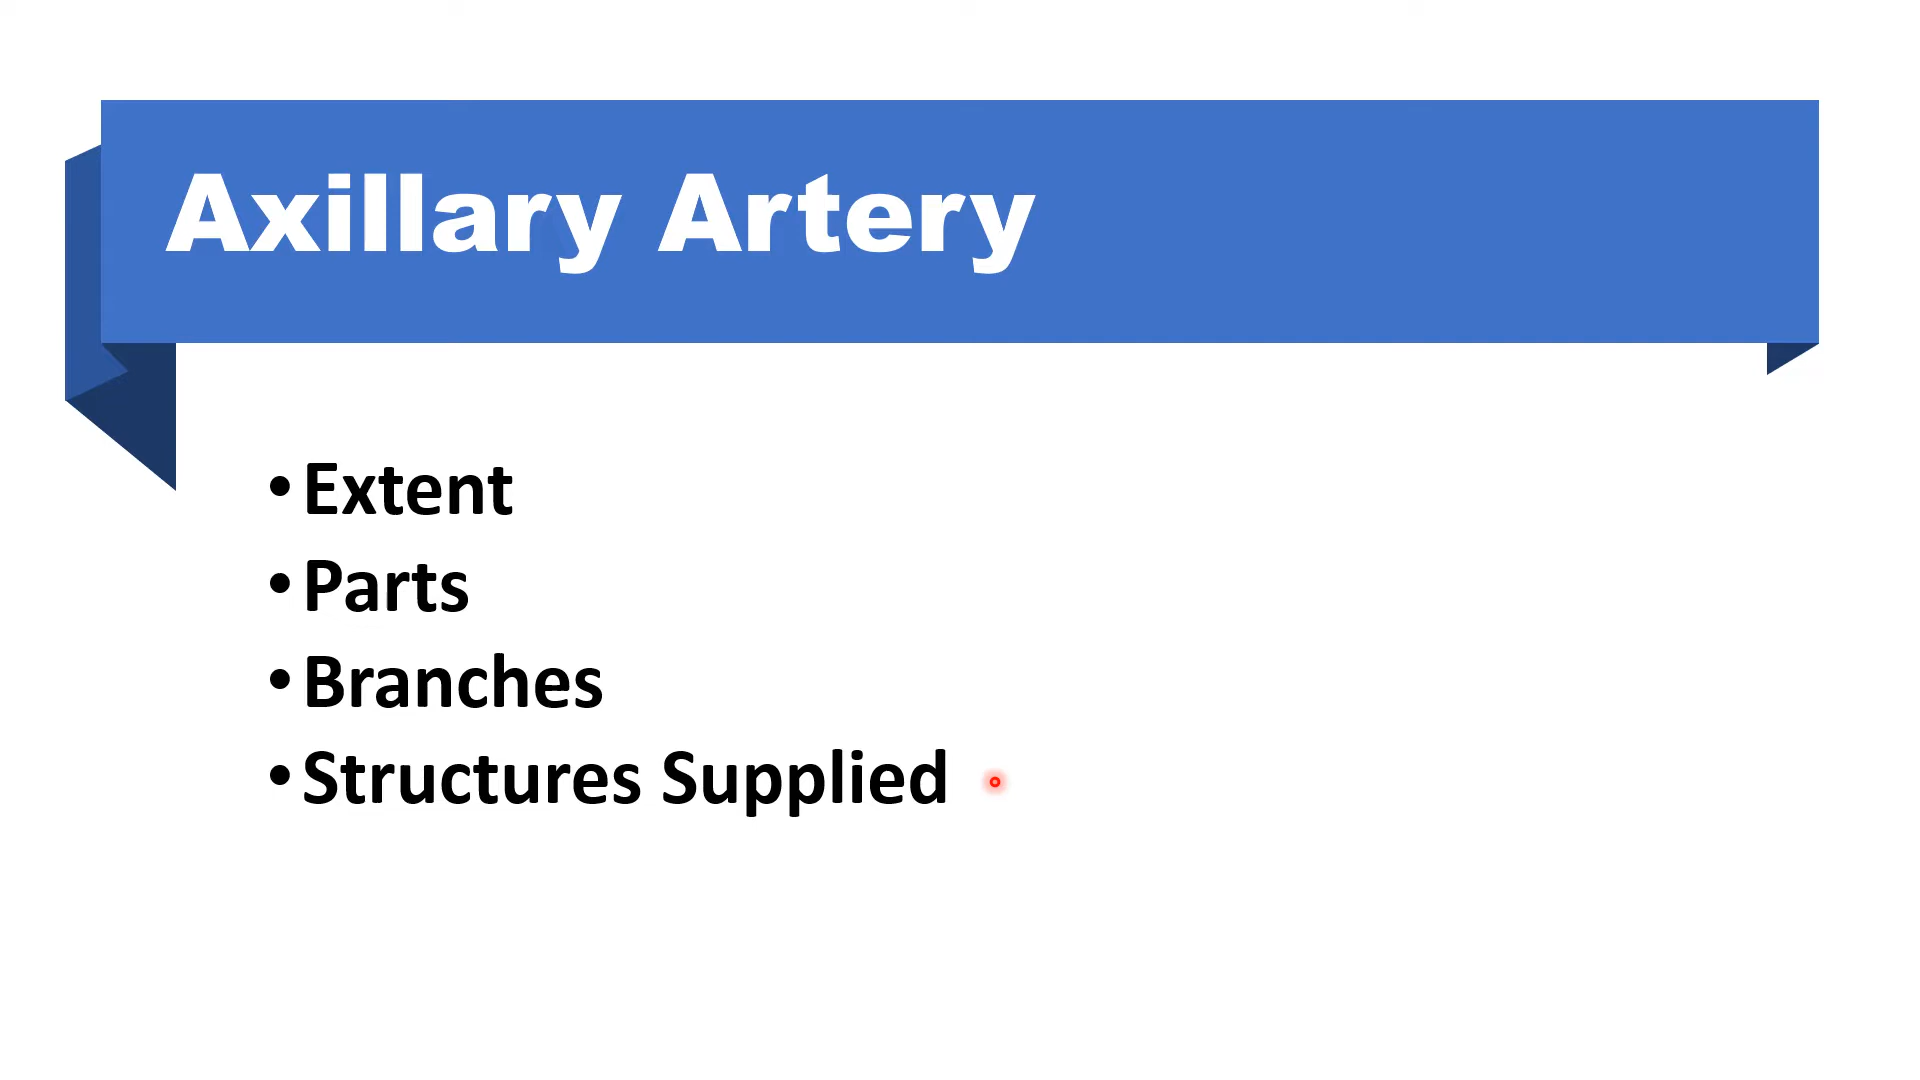 Axillary Artery
• Extent
• Parts
• Branches
• Structures Supplied